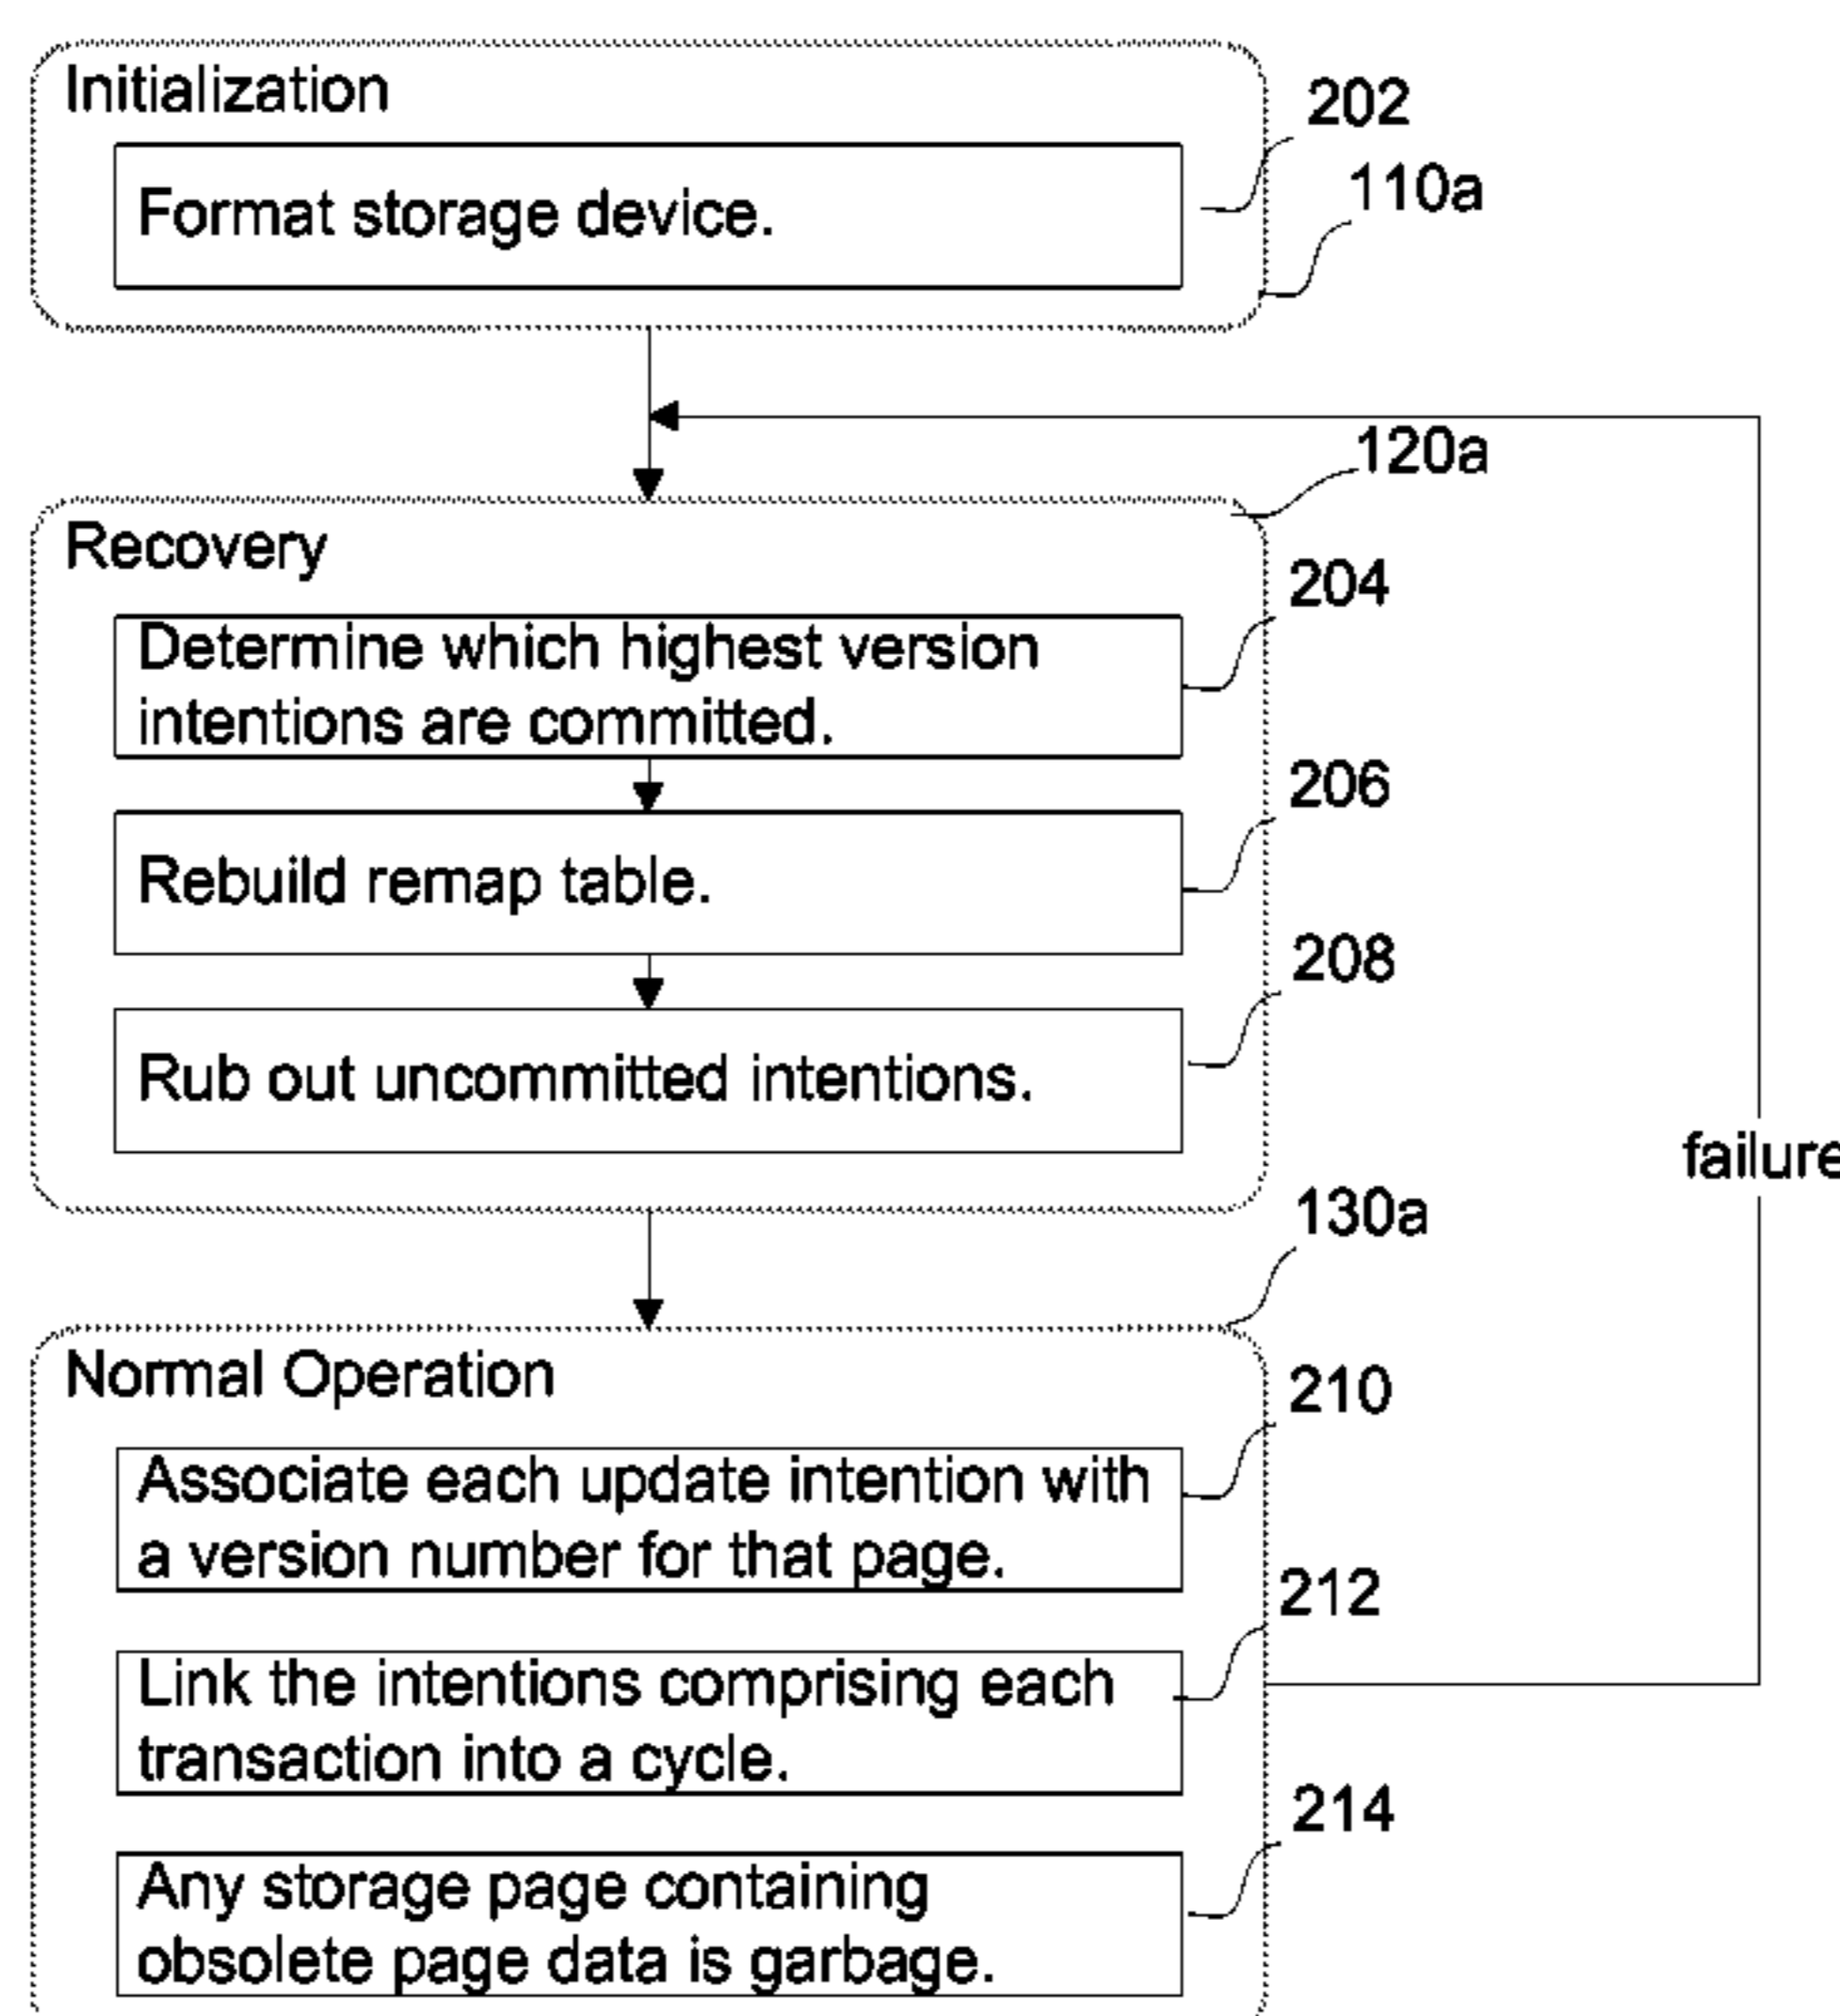 Initialization
202
110a
Format storage device.
120a
Recovery
204
Determine which highest version
intentions are committed.
206
Rebuild remap table.
208
Rub out uncommitted intentions.
failure
130a
Normal Operation
210
Associate each update intention with
a version number for that page.
212
Link the intentions comprising each
transaction into a cycle.
214
Any storage page containing
obsolete page data is garbage.